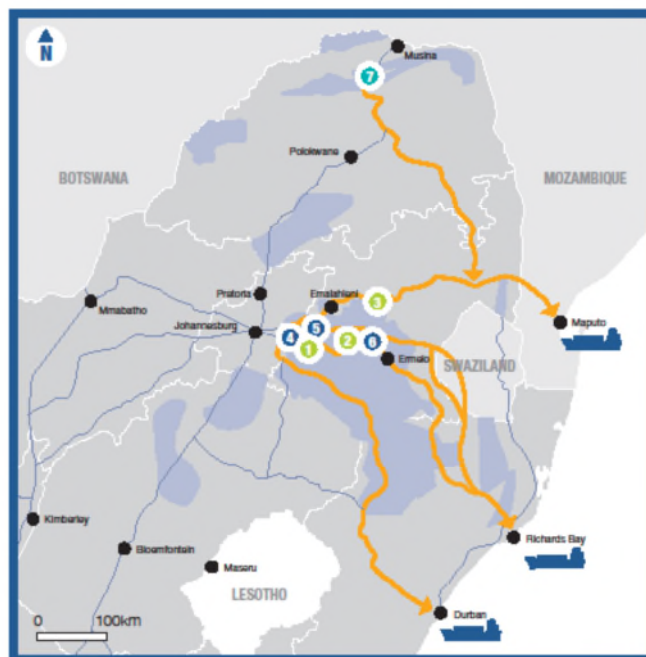 N
Musina
7
Polokwane
BOTSWANA
MOZAMBIQUE
Pratoria
Emalahleni
3
Mmabatho
Johannesburg
5
4
2
6
1
Ermelo
SWAZILAND
Maputo
Kimberley
Bloemfontein
Maseru
LESOTHO
Richards Bay
Durban
0 100km